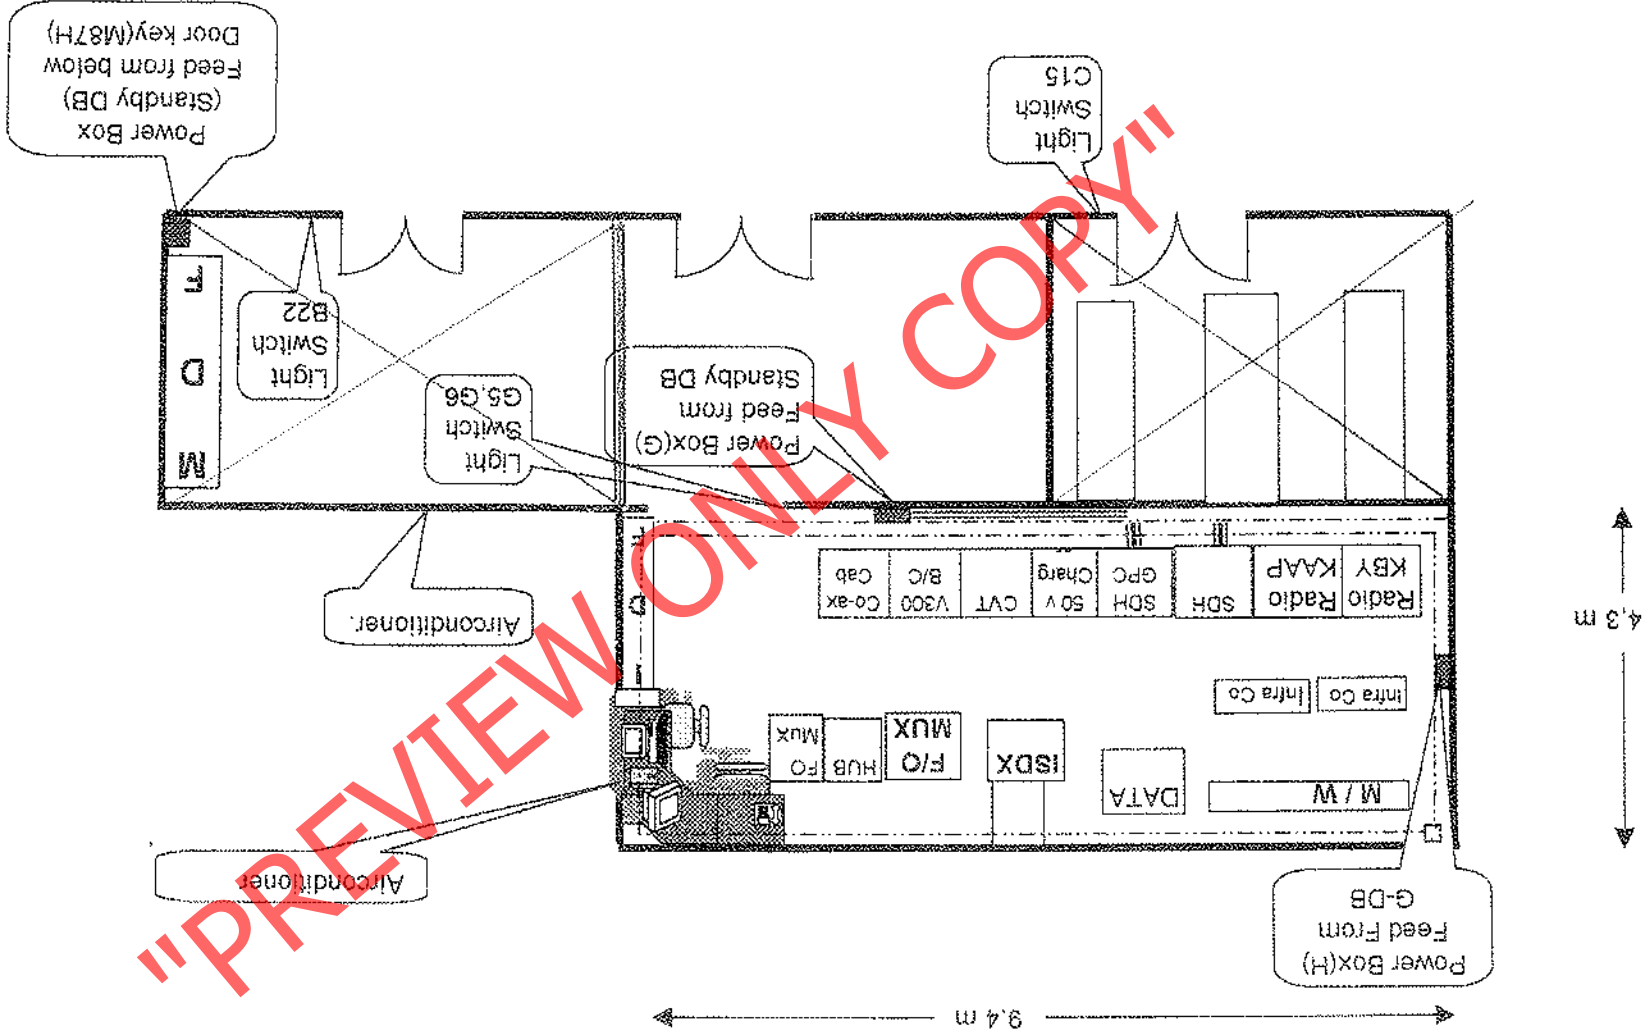 9.4 m
Power Box(H)
Feed From
G-DB
Airconditioner
M / W
DATA
ISDX
F/O
MUX
HUB
FO
MuX
Infra Co
Infra Co
4,3 m
Radio
KBY
Radio
KAAP
SDH
SDH
GPC
50 v
Charg
CVT
V300
B/C
Co-ax
Cab
Airconditioner.
M
D
F
Light
Switch
G5,G6
Power Box(G)
Feed from
Standby DB
M
D
F
Light
Switch
B22
Light
Switch
C15
Power Box
(Standby DB)
Feed from below
Door key(M87H)
"PREVIEW ONLY COPY"